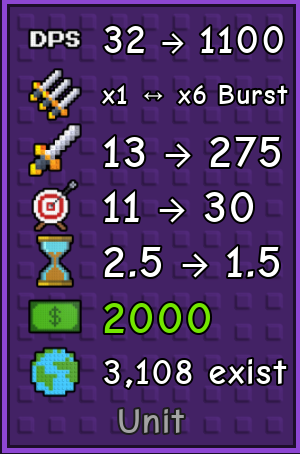 DPS 32 → 1100
x1 ↔ x6 Burst
13 → 275
11 → 30
2.5 → 1.5
$ 2000
3,108 exist
Unit